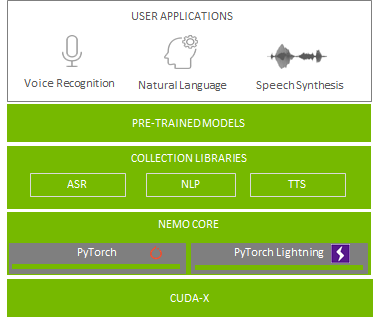 USER APPLICATIONS
Voice Recognition
Natural Language
Speech Synthesis
PRE-TRAINED MODELS
COLLECTION LIBRARIES
ASR
NLP
TTS
NEMO CORE
PyTorch
PyTorch Lightning
CUDA-X